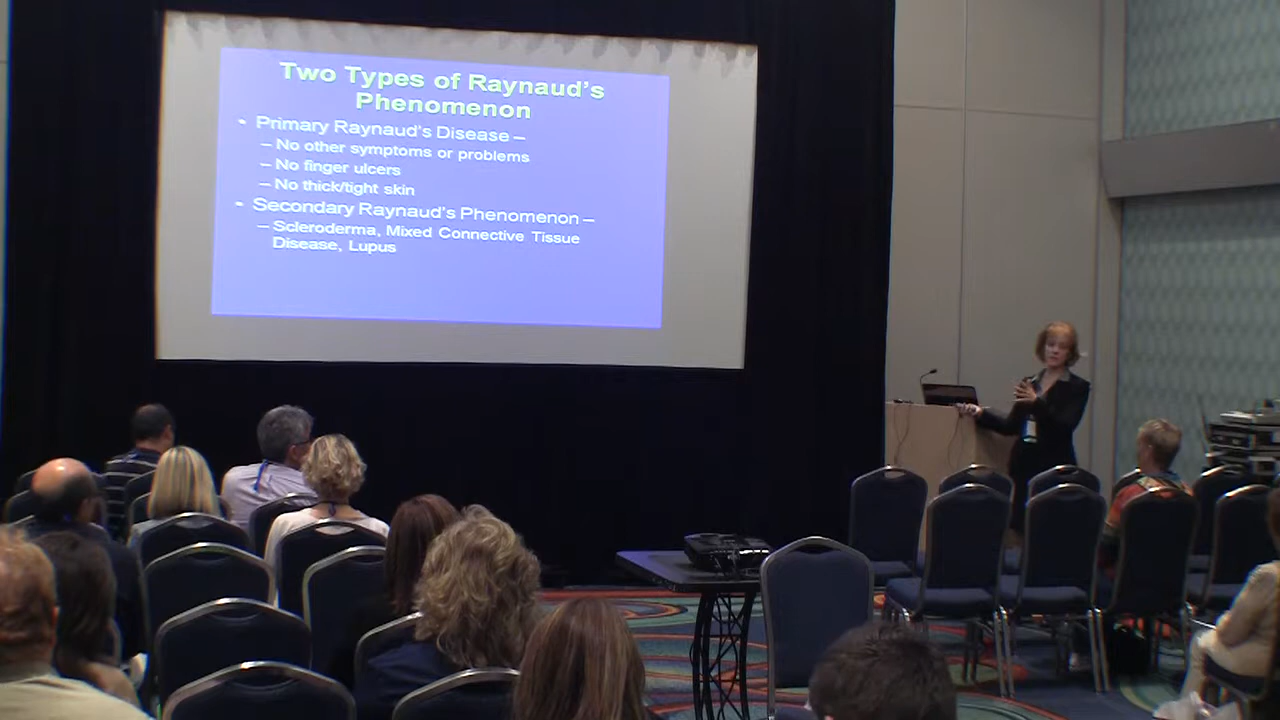 Two Types of Raynaud's
Phenomenon
• Primary Raynaud's Disease –
– No other symptoms or problems
– No finger ulcers
– No thick/tight skin
• Secondary Raynaud's Phenomenon –
– Scleroderma, Mixed Connective Tissue
Disease, Lupus